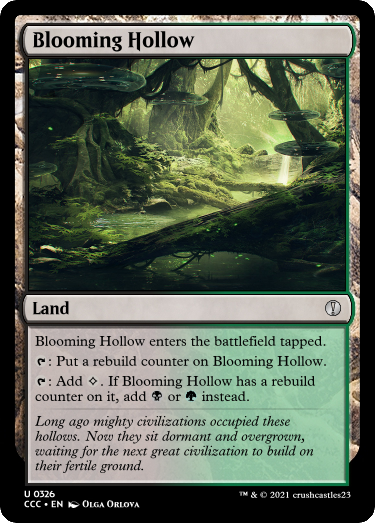 Blooming Hollow
Land
Blooming Hollow enters the battlefield tapped.
: Put a rebuild counter on Blooming Hollow.
: Add . If Blooming Hollow has a rebuild
counter on it, add or instead.
Long ago mighty civilizations occupied these
hollows. Now they sit dormant and overgrown,
waiting for the next great civilization to build on
their fertile ground.
U 0326
CCC • EN Olga Orlova
™ & © 2021 crushcastles23